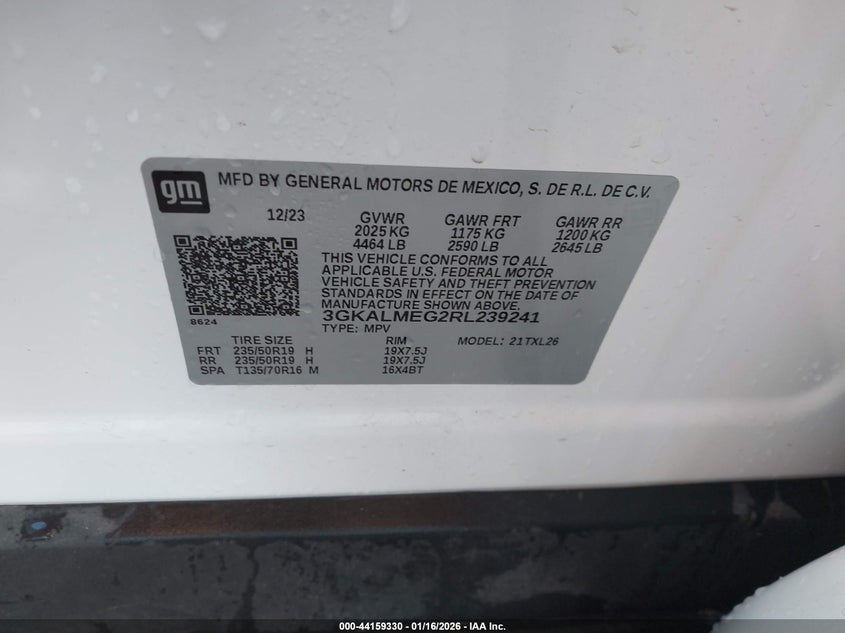 gm MFD BY GENERAL MOTORS DE MEXICO, S. DE R.L. DE C.V.
12/23 GVWR GAWR FRT GAWR RR
2025 KG 1175 KG 1200 KG
4464 LB 2590 LB 2645 LB
THIS VEHICLE CONFORMS TO ALL
APPLICABLE U.S. FEDERAL MOTOR
VEHICLE SAFETY AND THEFT PREVENTION
STANDARDS IN EFFECT ON THE DATE OF
MANUFACTURE SHOWN ABOVE.
8624 3GKALMEG2RL239241
TYPE: MPV
TIRE SIZE RIM MODEL: 21TXL26
FRT 235/50R19 H 19X7.5J
RR 235/50R19 H 19X7.5J
SPA T135/70R16 M 16X4BT
000-44159330 - 01/16/2026 - IAA Inc.